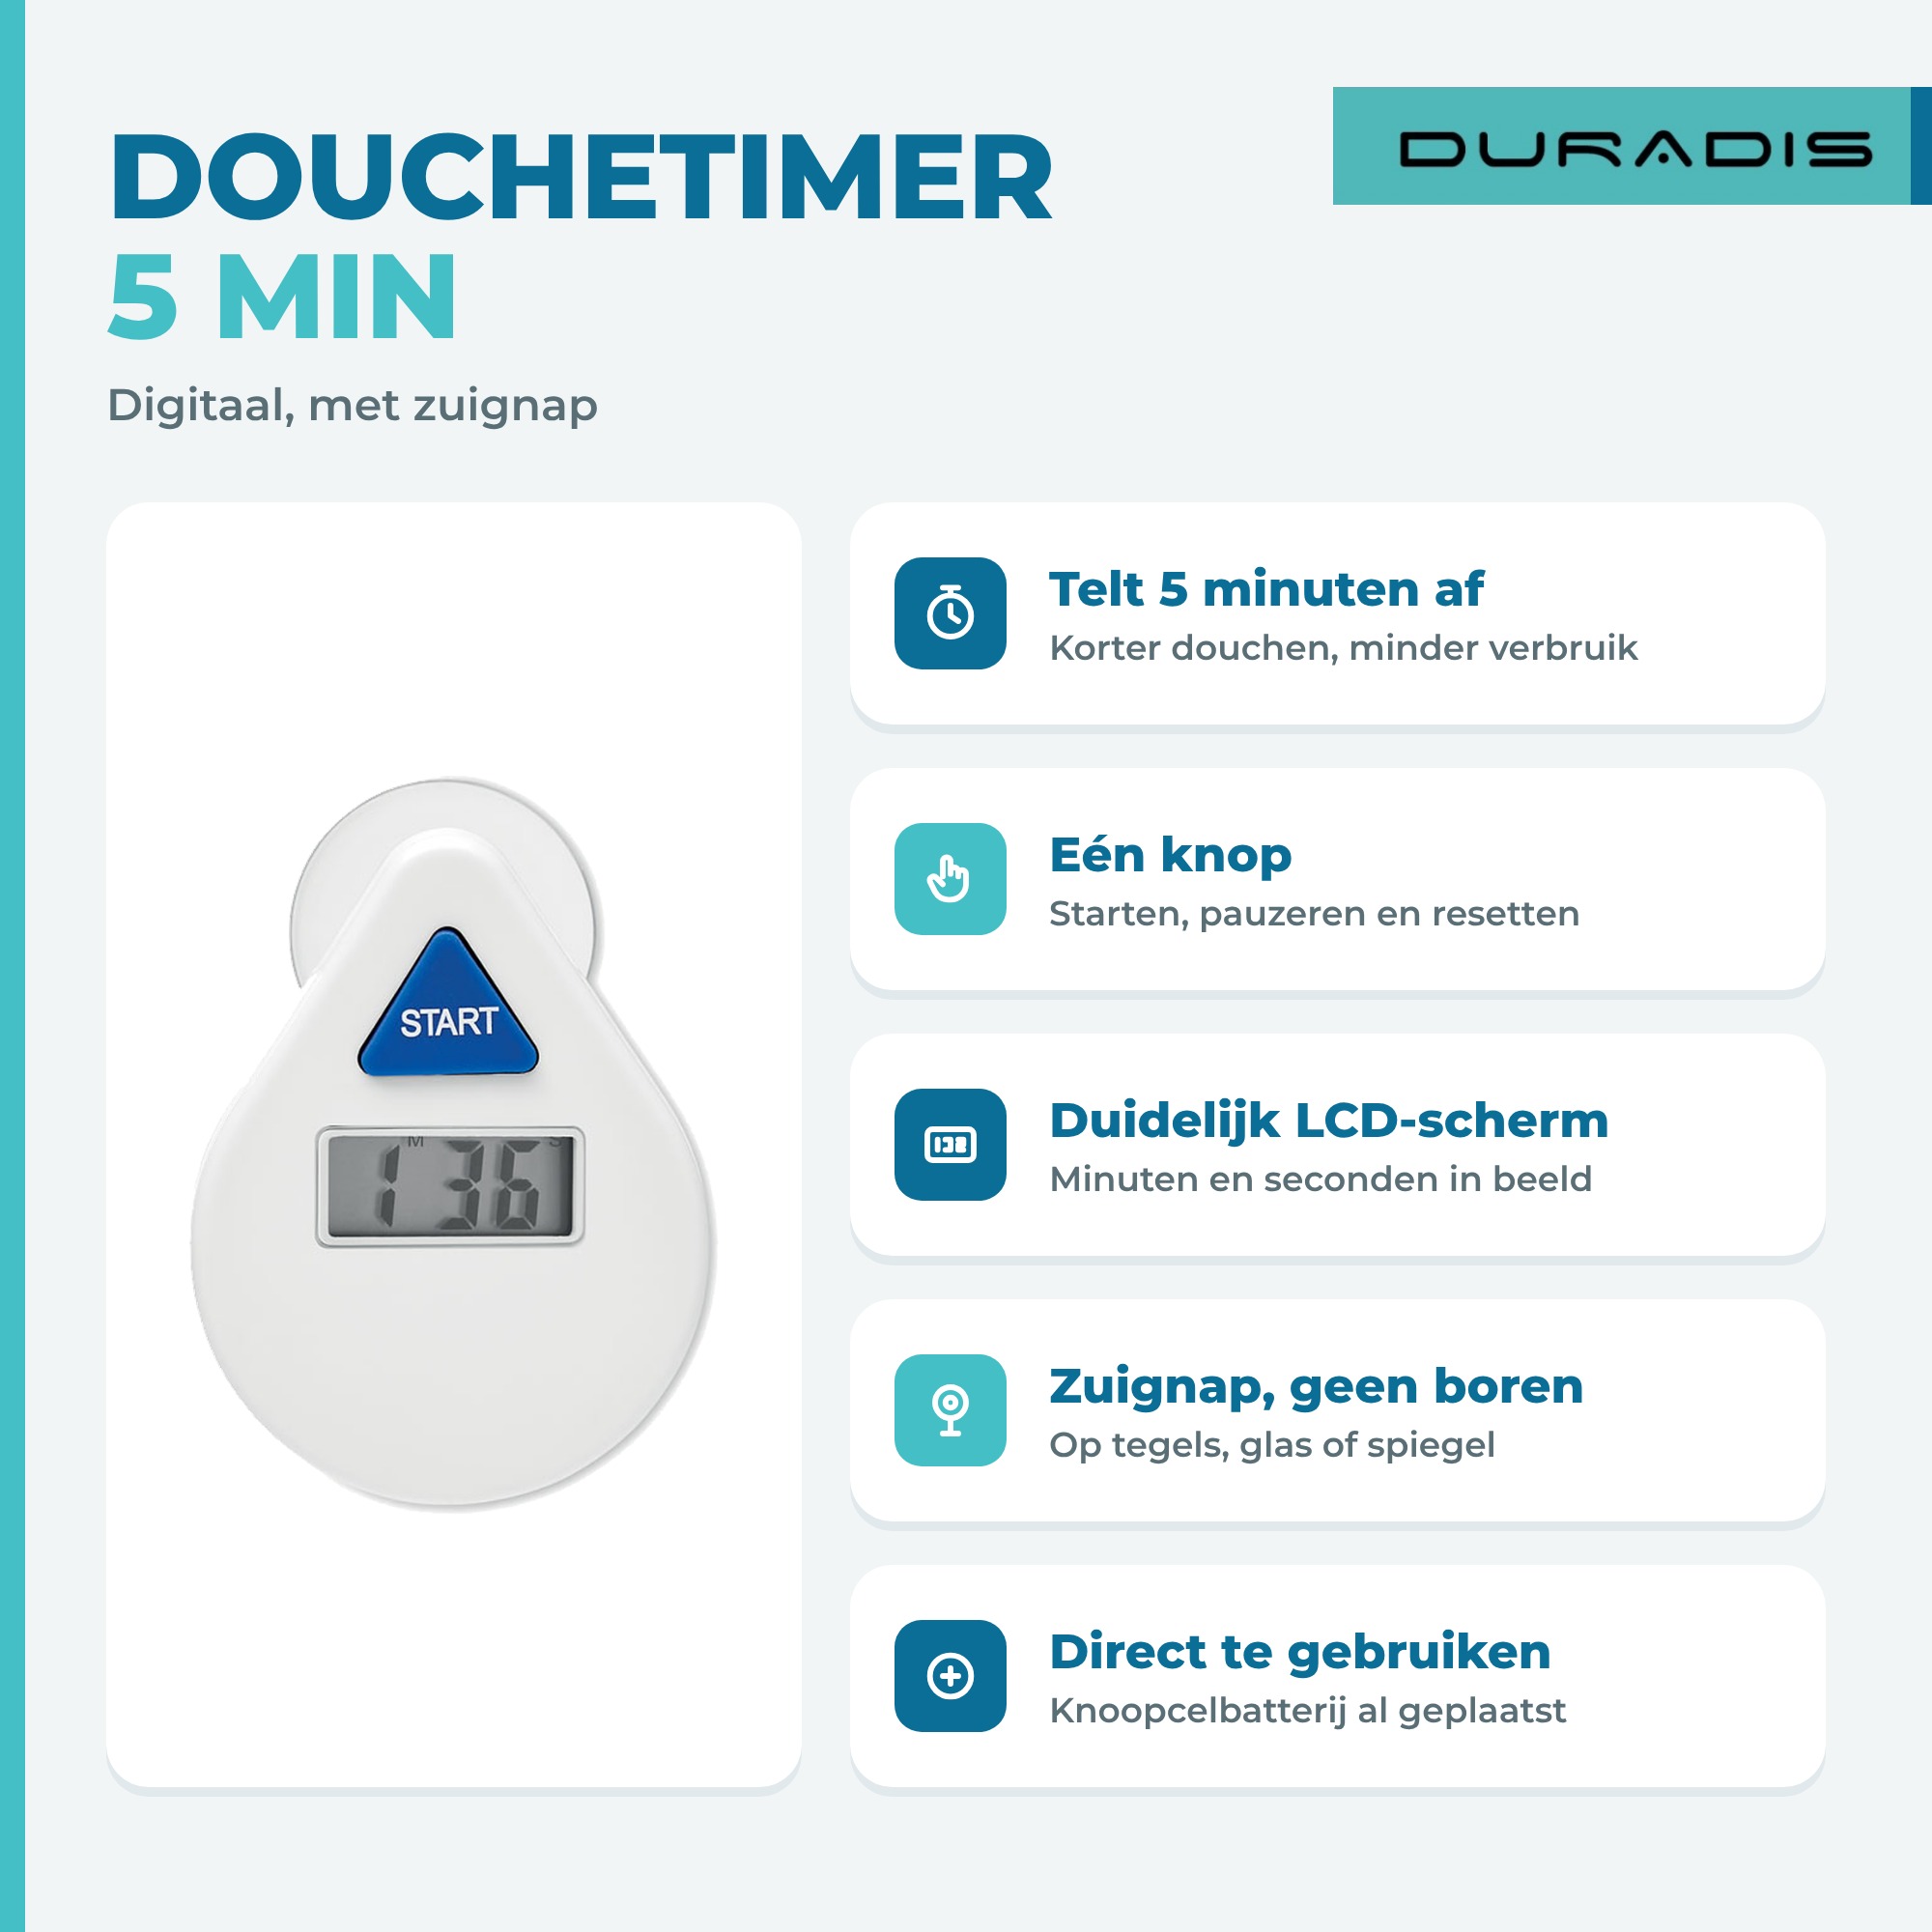 DOUCHETIMER
5 MIN
Digitaal, met zuignap
DURADIS
START
M S
1 36
Telt 5 minuten af
Korter douchen, minder verbruik
Eén knop
Starten, pauzeren en resetten
Duidelijk LCD-scherm
Minuten en seconden in beeld
Zuignap, geen boren
Op tegels, glas of spiegel
Direct te gebruiken
Knoopcelbatterij al geplaatst